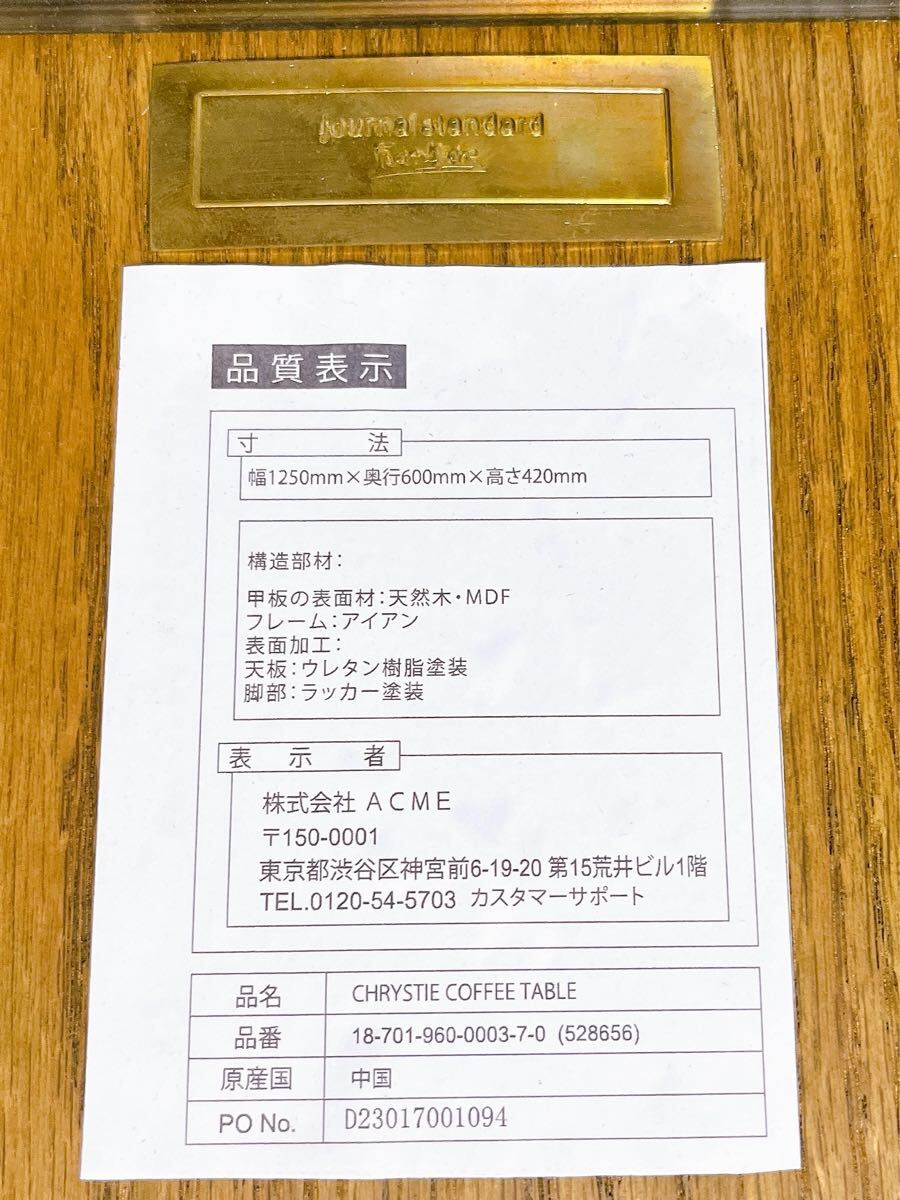 journal standard
Furniture
品質表示
寸法
幅1250mm×奥行600mm×高さ420mm
構造部材：
甲板の表面材：天然木・MDF
フレーム：アイアン
表面加工：
天板：ウレタン樹脂塗装
脚部：ラッカー塗装
表示者
株式会社 ACME
〒150-0001
東京都渋谷区神宮前6-19-20 第15荒井ビル1階
TEL.0120-54-5703 カスタマーサポート
品名 CHRYSTIE COFFEE TABLE
品番 18-701-960-0003-7-0 (528656)
原産国 中国
PO No. D23017001094